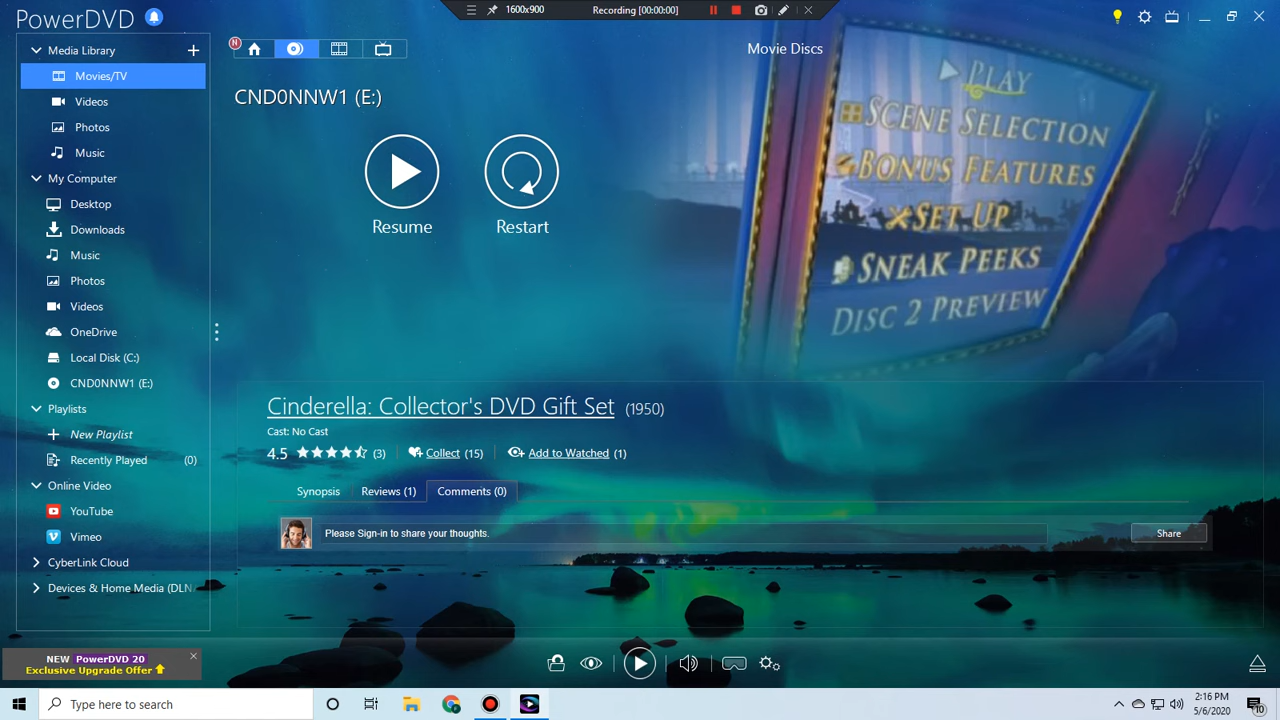 PowerDVD
1600x900
Recording [00:00:00]
Media Library
Movies/TV
Videos
Photos
Music
My Computer
Desktop
Downloads
Music
Photos
Videos
OneDrive
Local Disk (C:)
CND0NNW1 (E:)
Playlists
New Playlist
Recently Played (0)
Online Video
YouTube
Vimeo
CyberLink Cloud
Devices & Home Media (DLN
NEW PowerDVD 20
Exclusive Upgrade Offer
N
Movie Discs
CND0NNW1 (E:)
Resume
Restart
PLAY
SCENE SELECTION
BONUS FEATURES
SET UP
SNEAK PEEKS
DISC 2 PREVIEW
Cinderella: Collector's DVD Gift Set (1950)
Cast: No Cast
4.5 (3) Collect (15) Add to Watched (1)
Synopsis Reviews (1) Comments (0)
Please Sign-in to share your thoughts.
Share
Type here to search
2:16 PM
5/6/2020
10